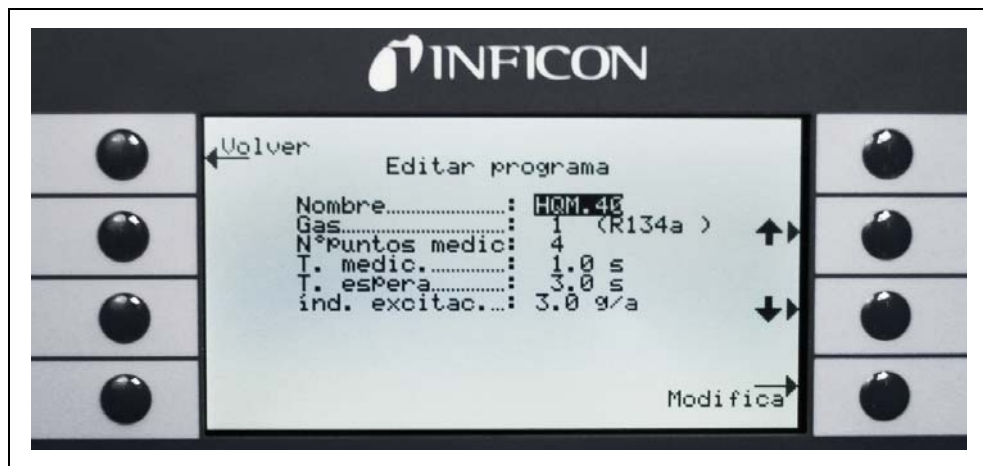 INFICON
Volver
Editar programa
Nombre....................: HQM.40
Gas.......................: 1 (R134a )
N°Puntos medic: 4
T. medic..............: 1.0 s
T. espera.............: 3.0 s
índ. excitac...: 3.0 g/a
Modifica